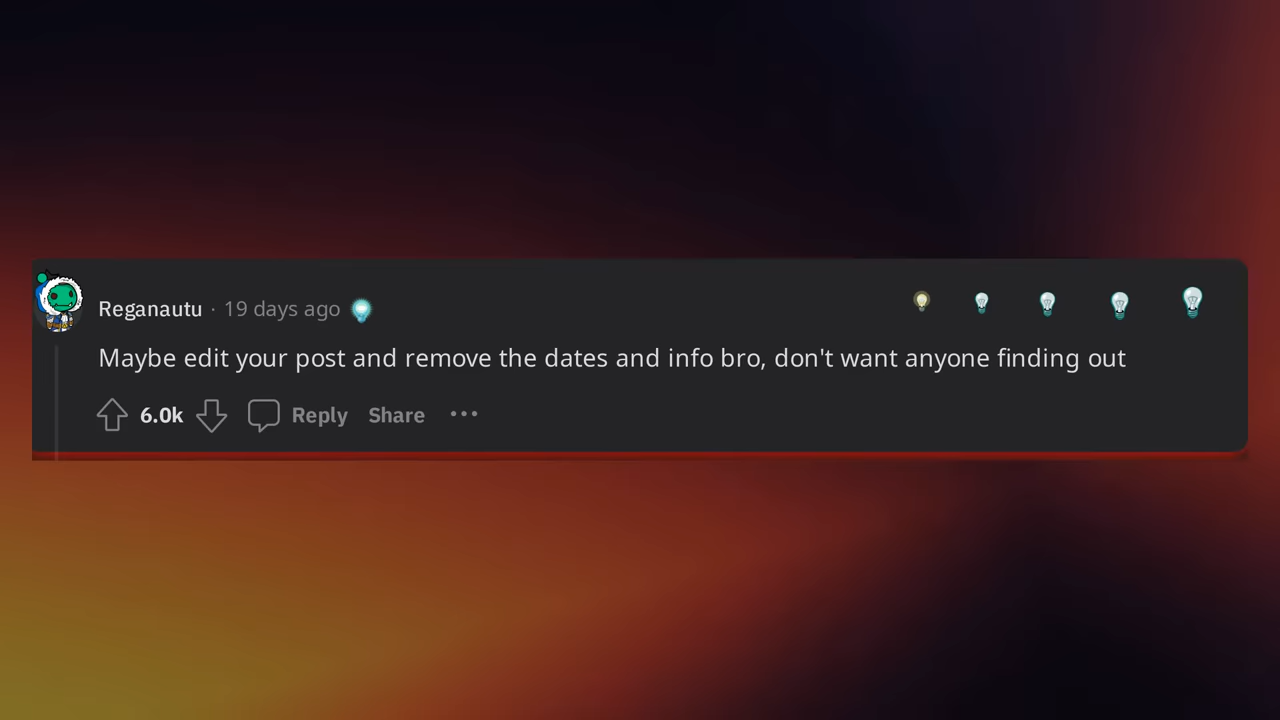 Reganautu · 19 days ago
Maybe edit your post and remove the dates and info bro, don't want anyone finding out
6.0k Reply Share ···